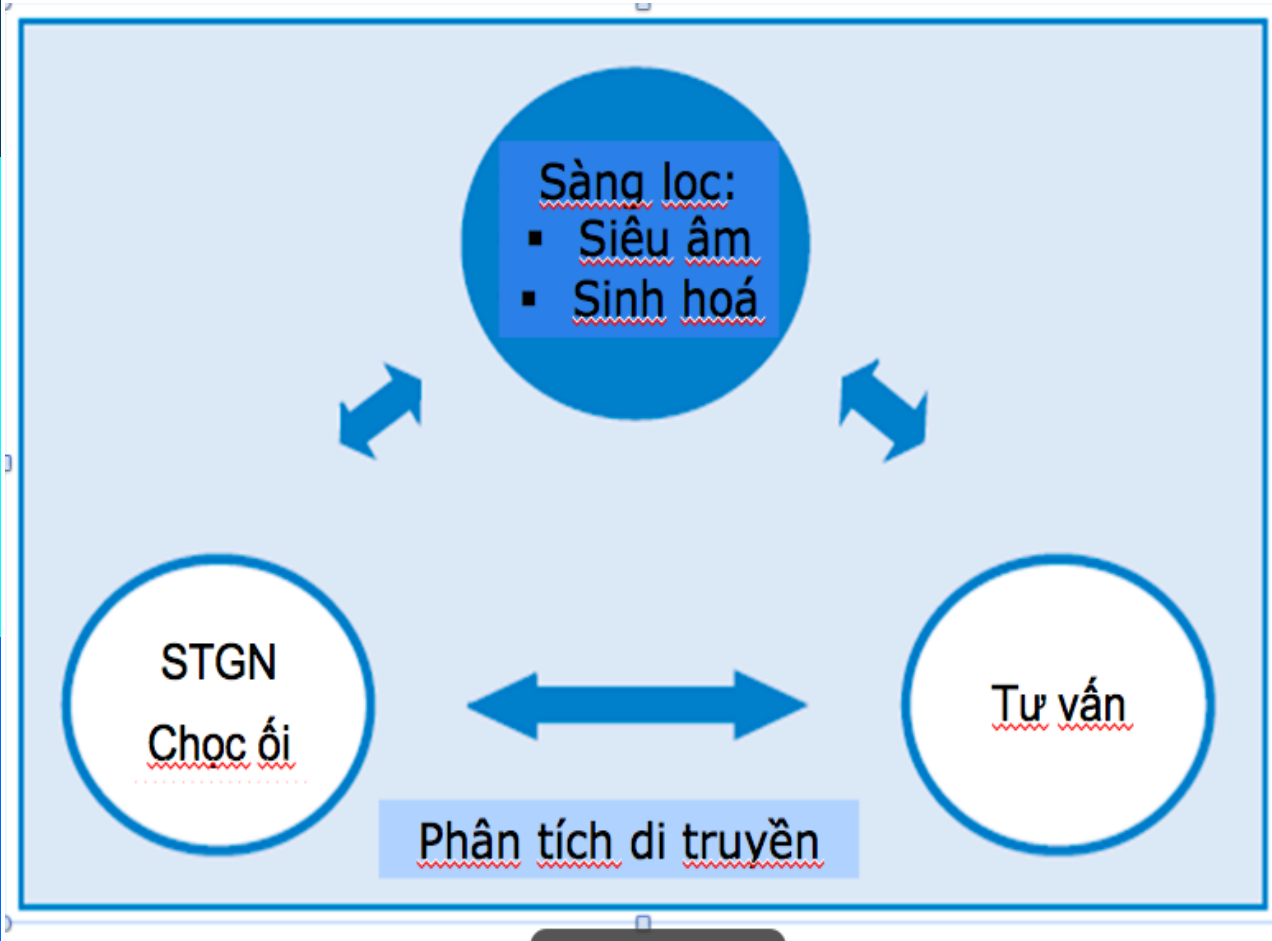 Sàng lọc:
▪ Siêu âm
▪ Sinh hoá
STGN
Chọc ối
Tư vấn
Phân tích di truyền